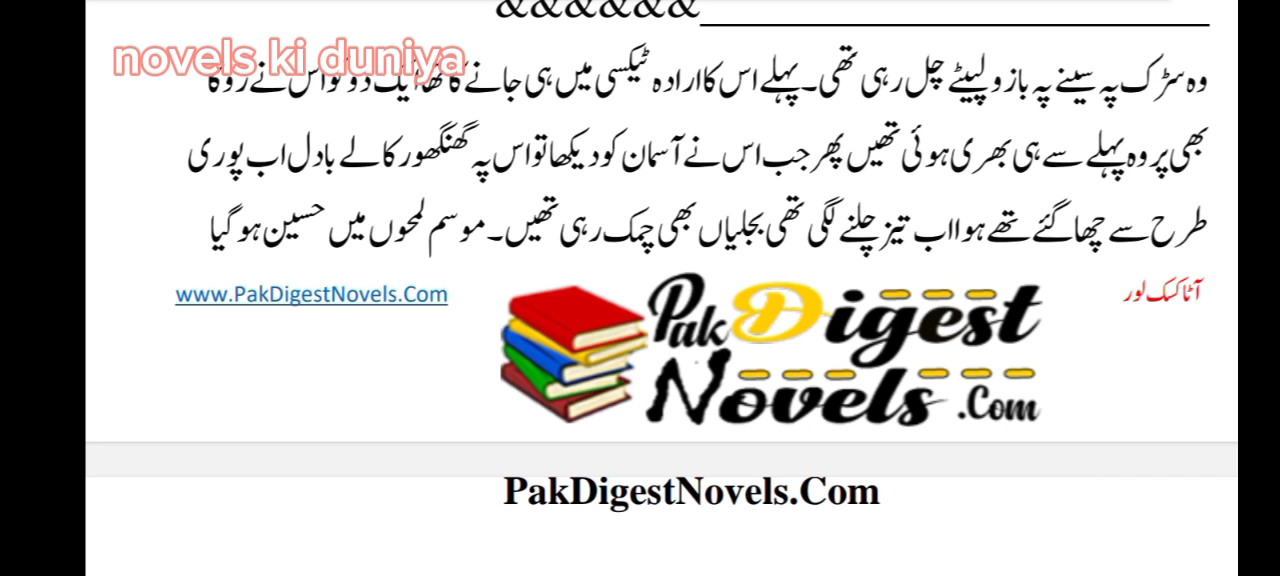 &&&&&&
novels ki duniya
وہ سڑک پہ سینے پہ بازو لپیٹے چل رہی تھی۔ پہلے اس کا ارادہ ٹیکسی میں ہی جانے کا تھا ایک دو کو اس نے روکا
بھی پر وہ پہلے سے ہی بھری ہوئی تھیں پھر جب اس نے آسمان کو دیکھا تو اس پہ گھنگھور کالے بادل اب پوری
طرح سے چھا گئے تھے ہوا اب تیز چلنے لگی تھی بجلیاں بھی چمک رہی تھیں۔ موسم لمحوں میں حسین ہو گیا
www.PakDigestNovels.Com
Pak Digest
Novels.Com
PakDigestNovels.Com